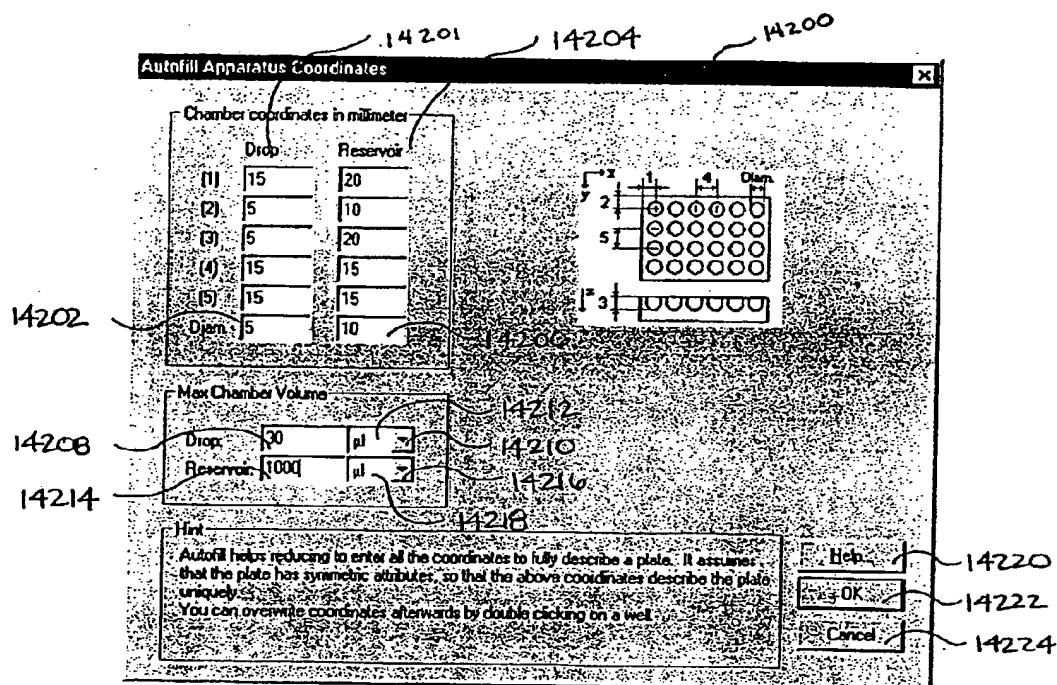 .14201 14204 14200
Autofill Apparatus Coordinates
Chamber coordinates in millimeter
Drop Reservoir
(1) 15 20
(2) 5 10
(3) 5 20
(4) 15 15
(5) 15 15
14202 Diam. 5 10 14206
x 1 4 Diam.
y 2
5
z 3
Max Chamber Volume
14212
14208 Drop: 30 µl 14210
Reservoir: 1000 µl 14216
14214 14218
Hint
Autofill helps reducing to enter all the coordinates to fully describe a plate. It assumes
that the plate has symmetric attributes, so that the above coordinates describe the plate
uniquely.
You can overwrite coordinates afterwards by double clicking on a well.
Help 14220
OK 14222
Cancel 14224